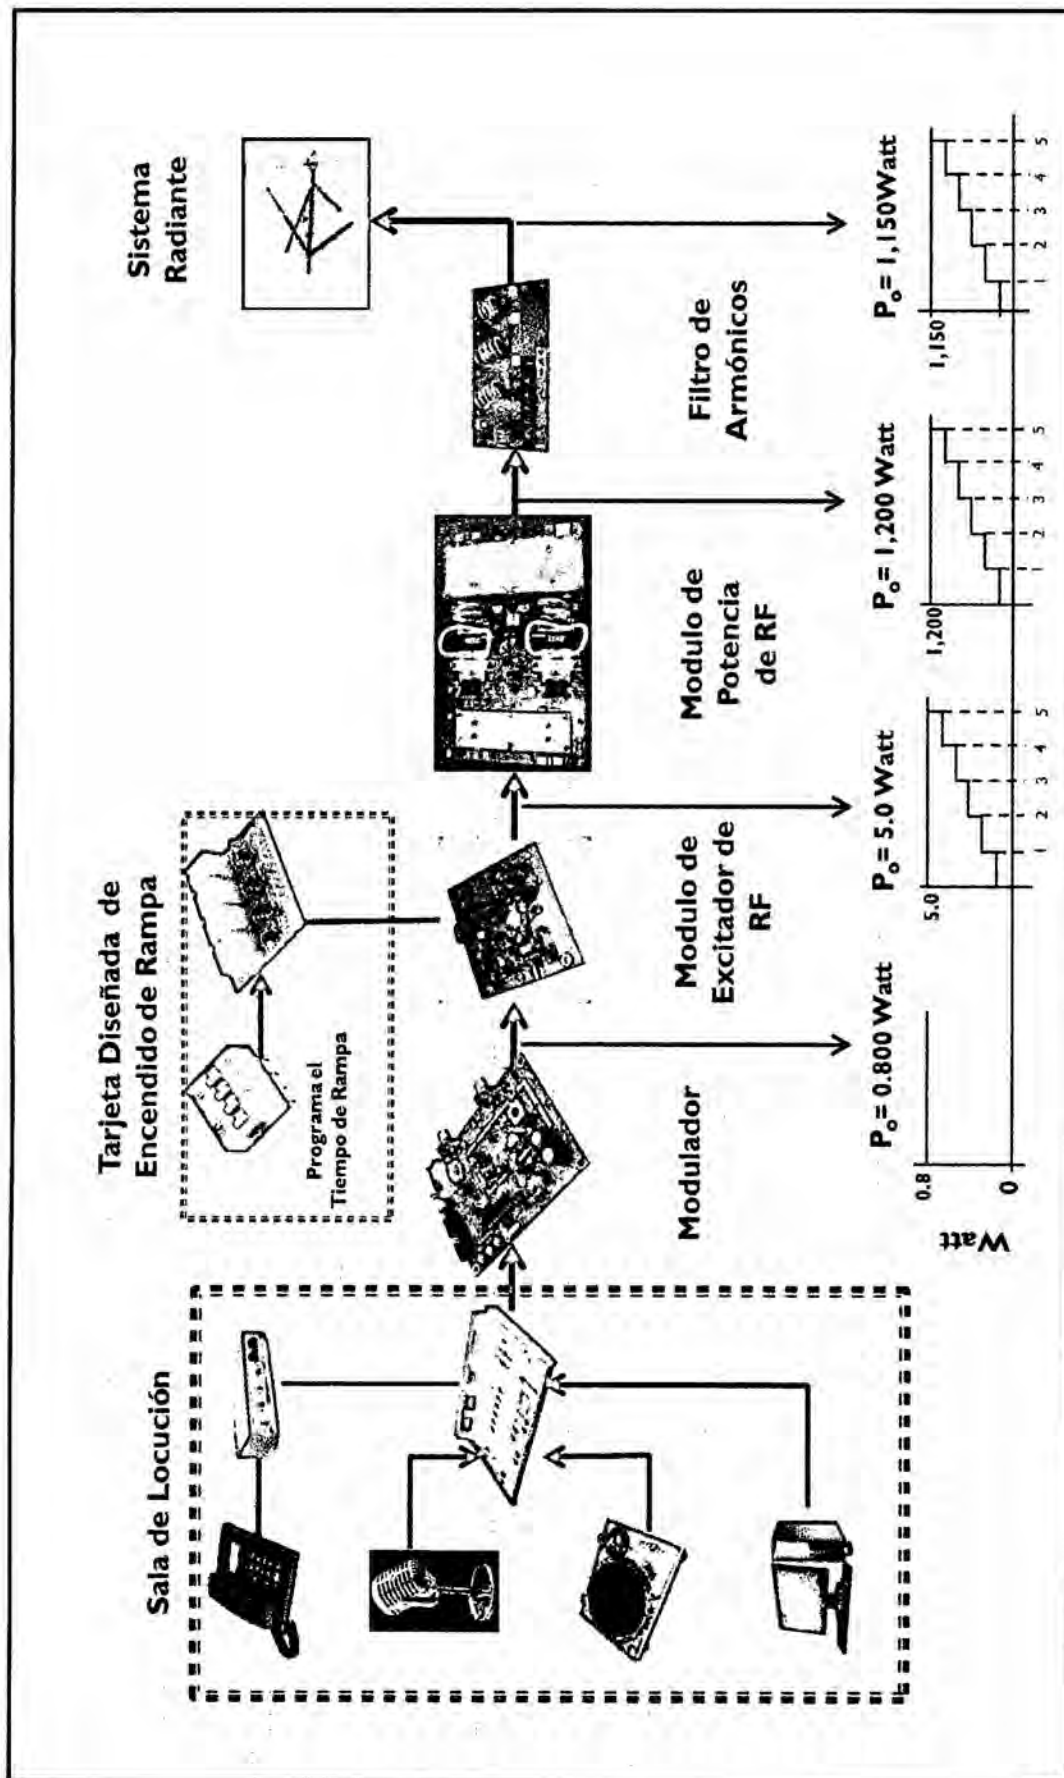 Sala de Locución
Tarjeta Diseñada de
Encendido de Rampa
Programa el
Tiempo de Rampa
Sistema
Radiante
Modulador
Modulo de
Excitador de
RF
Modulo de
Potencia
de RF
Filtro de
Armónicos
Po = 0.800 Watt
Po = 5.0 Watt
Po = 1,200 Watt
Po = 1,150Watt
Watt
0.8
0
5.0
1 2 3 4 5
1,200
1 2 3 4 5
1,150
1 2 3 4 5